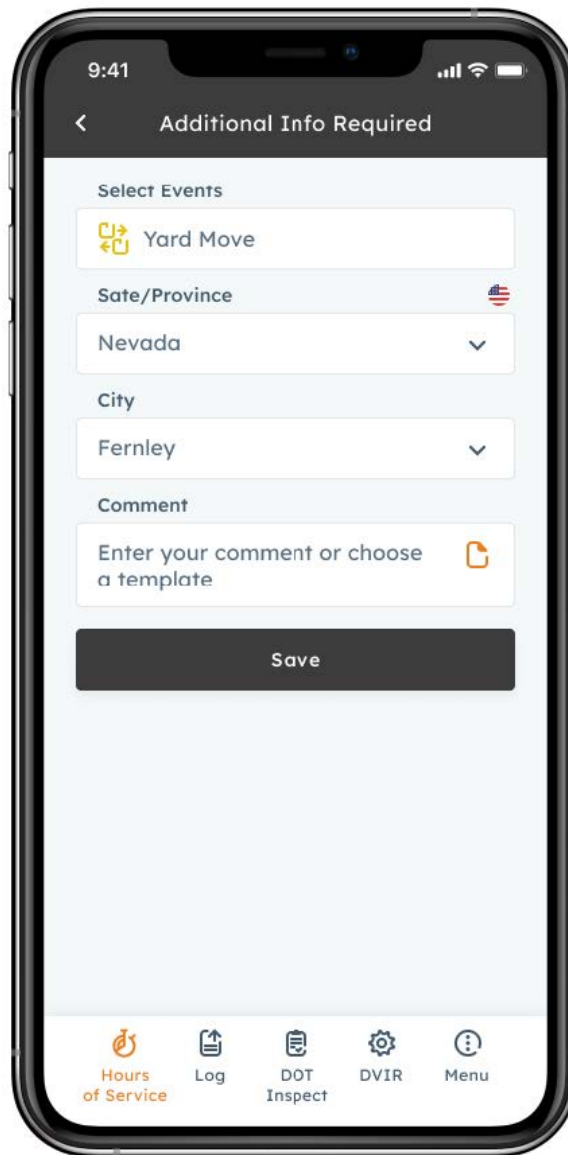 9:41
Additional Info Required
Select Events
Yard Move
Sate/Province
Nevada
City
Fernley
Comment
Enter your comment or choose
a template
Save
Hours
of Service
Log
DOT
Inspect
DVIR
Menu